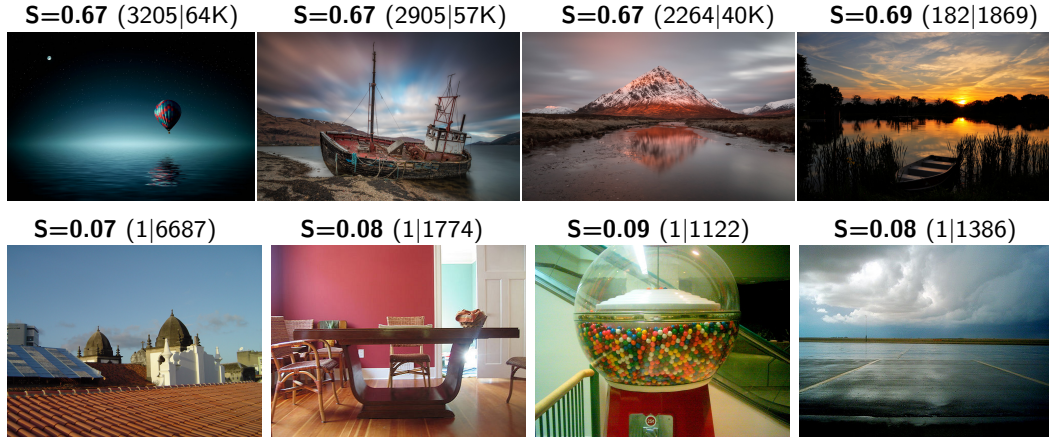 S=0.67 (3205|64K) S=0.67 (2905|57K) S=0.67 (2264|40K) S=0.69 (182|1869)
S=0.07 (1|6687) S=0.08 (1|1774) S=0.09 (1|1122) S=0.08 (1|1386)